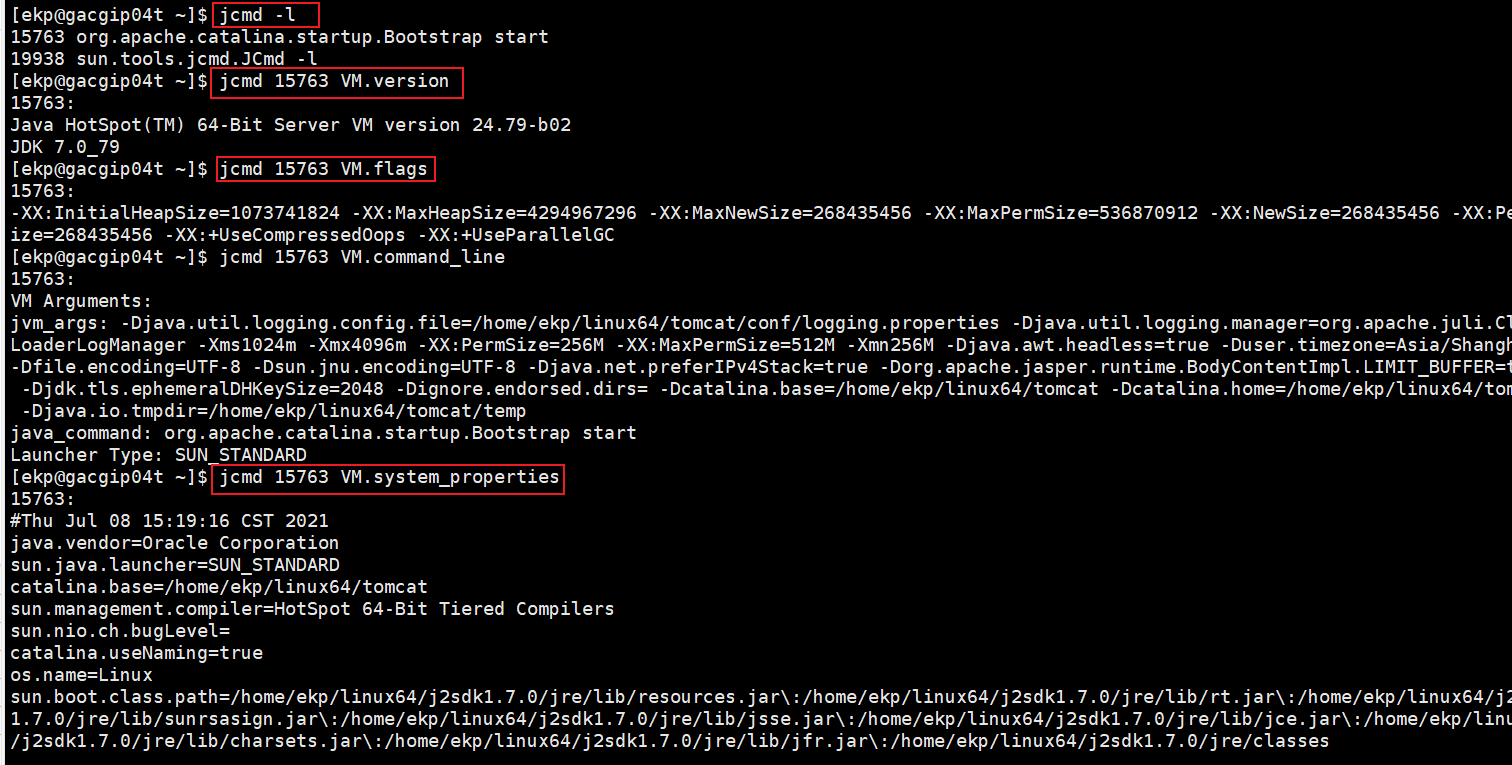 [ekp@gacgip04t ~]$ jcmd -l
15763 org.apache.catalina.startup.Bootstrap start
19938 sun.tools.jcmd.JCmd -l
[ekp@gacgip04t ~]$ jcmd 15763 VM.version
15763:
Java HotSpot(TM) 64-Bit Server VM version 24.79-b02
JDK 7.0_79
[ekp@gacgip04t ~]$ jcmd 15763 VM.flags
15763:
-XX:InitialHeapSize=1073741824 -XX:MaxHeapSize=4294967296 -XX:MaxNewSize=268435456 -XX:MaxPermSize=536870912 -XX:NewSize=268435456 -XX:Pe
ize=268435456 -XX:+UseCompressedOops -XX:+UseParallelGC
[ekp@gacgip04t ~]$ jcmd 15763 VM.command_line
15763:
VM Arguments:
jvm_args: -Djava.util.logging.config.file=/home/ekp/linux64/tomcat/conf/logging.properties -Djava.util.logging.manager=org.apache.juli.Cl
LoaderLogManager -Xms1024m -Xmx4096m -XX:PermSize=256M -XX:MaxPermSize=512M -Xmn256M -Djava.awt.headless=true -Duser.timezone=Asia/Shangh
-Dfile.encoding=UTF-8 -Dsun.jnu.encoding=UTF-8 -Djava.net.preferIPv4Stack=true -Dorg.apache.jasper.runtime.BodyContentImpl.LIMIT_BUFFER=t
-Djdk.tls.ephemeralDHKeySize=2048 -Dignore.endorsed.dirs= -Dcatalina.base=/home/ekp/linux64/tomcat -Dcatalina.home=/home/ekp/linux64/tom
-Djava.io.tmpdir=/home/ekp/linux64/tomcat/temp
java_command: org.apache.catalina.startup.Bootstrap start
Launcher Type: SUN_STANDARD
[ekp@gacgip04t ~]$ jcmd 15763 VM.system_properties
15763:
#Thu Jul 08 15:19:16 CST 2021
java.vendor=Oracle Corporation
sun.java.launcher=SUN_STANDARD
catalina.base=/home/ekp/linux64/tomcat
sun.management.compiler=HotSpot 64-Bit Tiered Compilers
sun.nio.ch.bugLevel=
catalina.useNaming=true
os.name=Linux
sun.boot.class.path=/home/ekp/linux64/j2sdk1.7.0/jre/lib/resources.jar\:/home/ekp/linux64/j2sdk1.7.0/jre/lib/rt.jar\:/home/ekp/linux64/j2
1.7.0/jre/lib/sunrsasign.jar\:/home/ekp/linux64/j2sdk1.7.0/jre/lib/jsse.jar\:/home/ekp/linux64/j2sdk1.7.0/jre/lib/jce.jar\:/home/ekp/linu
/j2sdk1.7.0/jre/lib/charsets.jar\:/home/ekp/linux64/j2sdk1.7.0/jre/lib/jfr.jar\:/home/ekp/linux64/j2sdk1.7.0/jre/classes